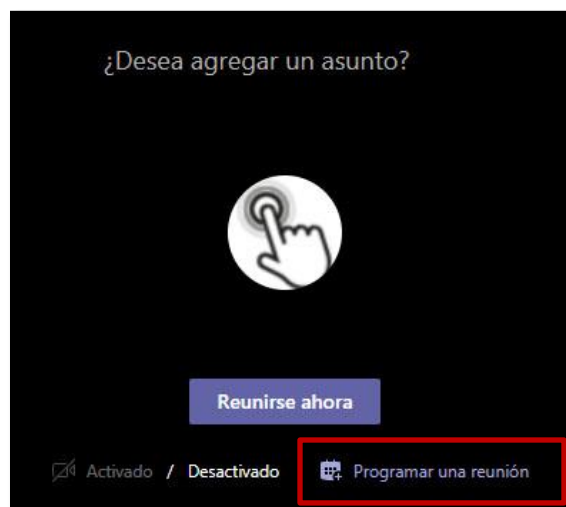 ¿Desea agregar un asunto?
Reunirse ahora
Activado / Desactivado Programar una reunión